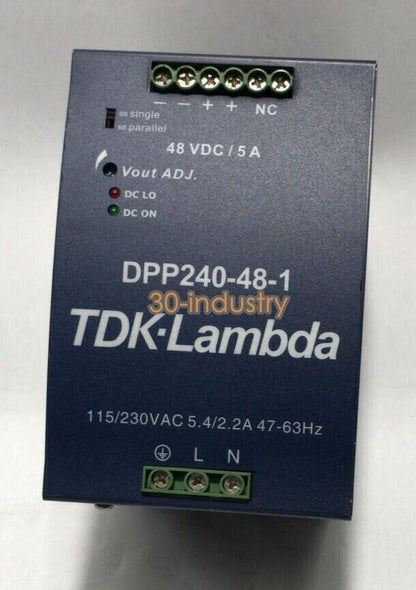 − − + + NC
single
parallel
48 VDC / 5 A
Vout ADJ.
DC LO
DC ON
DPP240-48-1
30-industry
TDK-Lambda
115/230VAC 5.4/2.2A 47-63Hz
L N